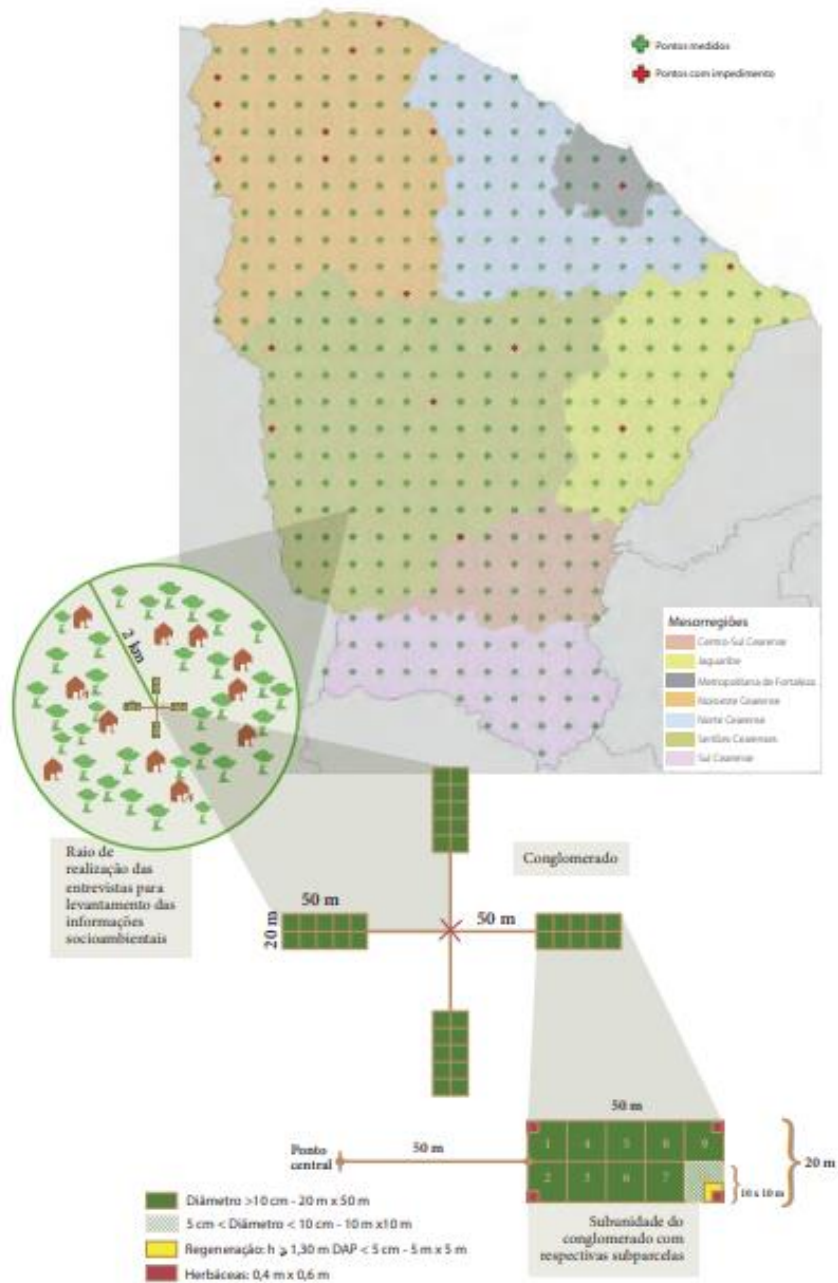 Pontos medidos
Pontos com impedimento
Mesorregiões
Centro-Sul Cearense
Jaguaribe
Metropolitana de Fortaleza
Noroeste Cearense
Norte Cearense
Sertões Cearenses
Sul Cearense
2 km
Raio de
realização das
entrevistas para
levantamento das
informações
socioambientais
Conglomerado
50 m
20 m
50 m
50 m
Ponto
central
50 m
1 4 5 8 9
2 3 6 7
10 x 10 m
20 m
Diâmetro >10 cm - 20 m x 50 m
5 cm < Diâmetro < 10 cm - 10 m x10 m
Regeneração: h ⩾ 1,30 m DAP < 5 cm - 5 m x 5 m
Herbáceas: 0,4 m x 0,6 m
Subunidade do
conglomerado com
respectivas subparcelas